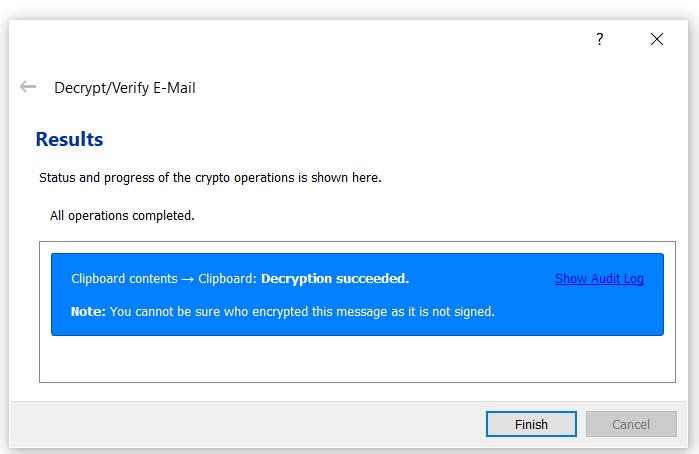 ?
Decrypt/Verify E-Mail
Results
Status and progress of the crypto operations is shown here.
All operations completed.
Clipboard contents → Clipboard: Decryption succeeded. Show Audit Log
Note: You cannot be sure who encrypted this message as it is not signed.
Finish Cancel